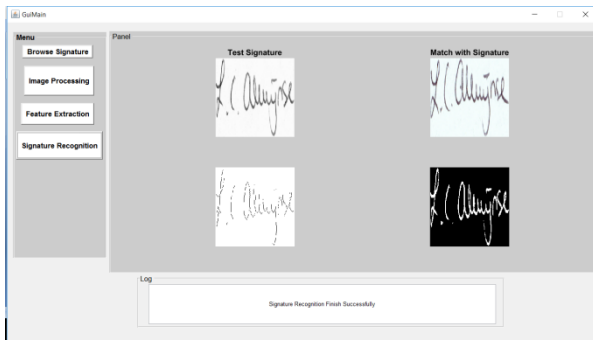 GuiMain
Menu
Browse Signature
Image Processing
Feature Extraction
Signature Recognition
Panel
Test Signature
Match with Signature
Log
Signature Recognition Finish Successfully